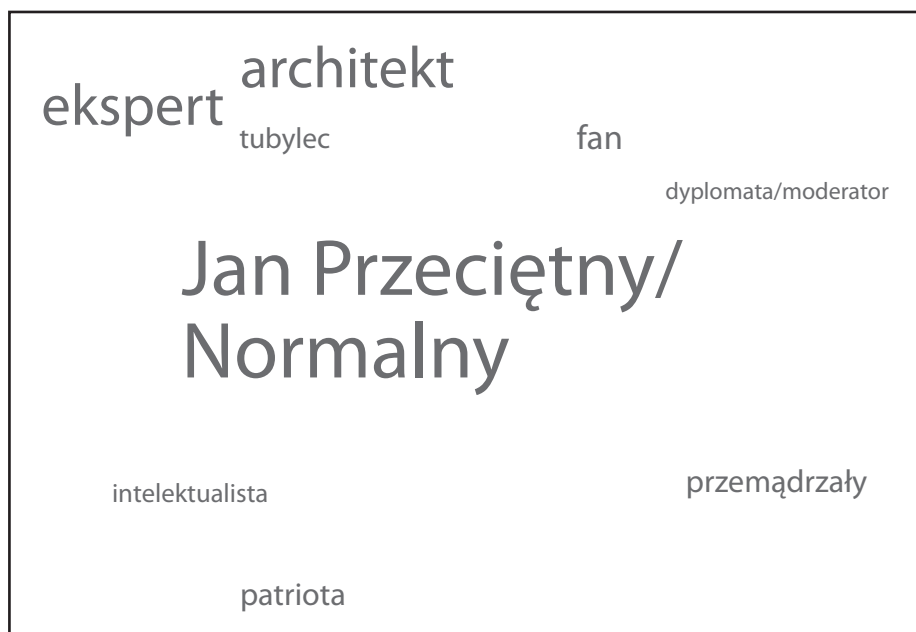 architekt
ekspert
tubylec
fan
dyplomata/moderator
Jan Przeciętny/
Normalny
intelektualista
przemądrzały
patriota